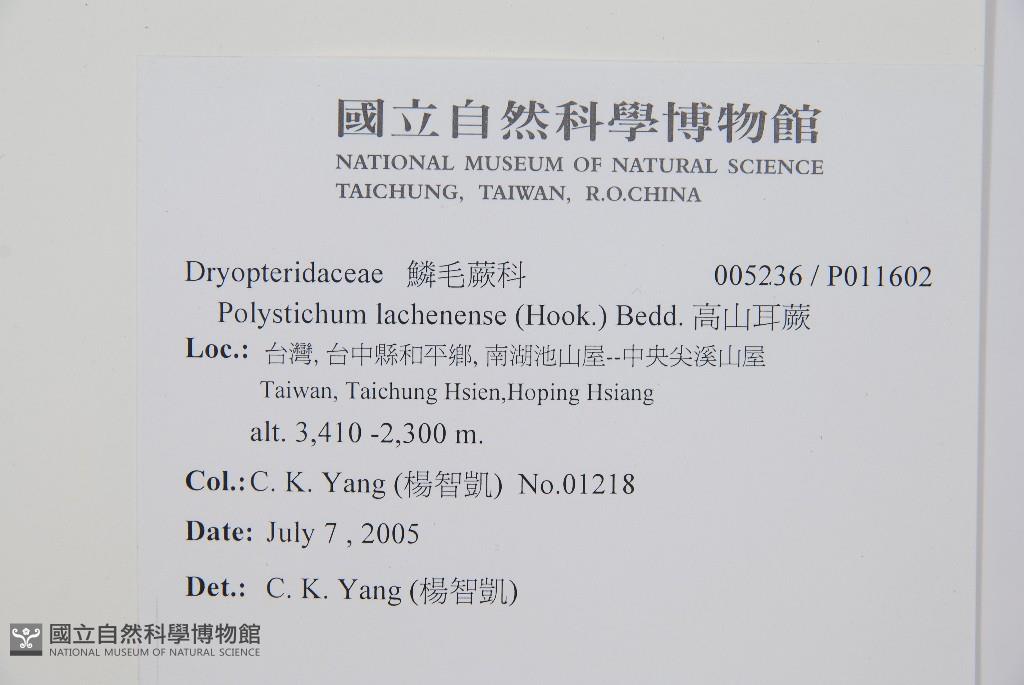 國立自然科學博物館
NATIONAL MUSEUM OF NATURAL SCIENCE
TAICHUNG, TAIWAN, R.O.CHINA
Dryopteridaceae 鱗毛蕨科 005236 / P011602
Polystichum lachenense (Hook.) Bedd. 高山耳蕨
Loc.: 台灣, 台中縣和平鄉, 南湖池山屋--中央尖溪山屋
Taiwan, Taichung Hsien,Hoping Hsiang
alt. 3,410 -2,300 m.
Col.: C. K. Yang (楊智凱) No.01218
Date: July 7 , 2005
Det.: C. K. Yang (楊智凱)
國立自然科學博物館
NATIONAL MUSEUM OF NATURAL SCIENCE